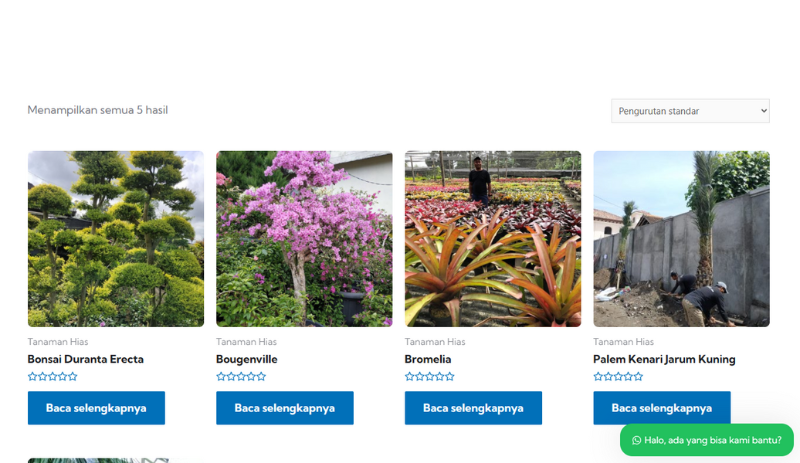 Menampilkan semua 5 hasil
Pengurutan standar
Tanaman Hias
Bonsai Duranta Erecta
Baca selengkapnya
Tanaman Hias
Bougenville
Baca selengkapnya
Tanaman Hias
Bromelia
Baca selengkapnya
Tanaman Hias
Palem Kenari Jarum Kuning
Baca selengkapnya
Halo, ada yang bisa kami bantu?